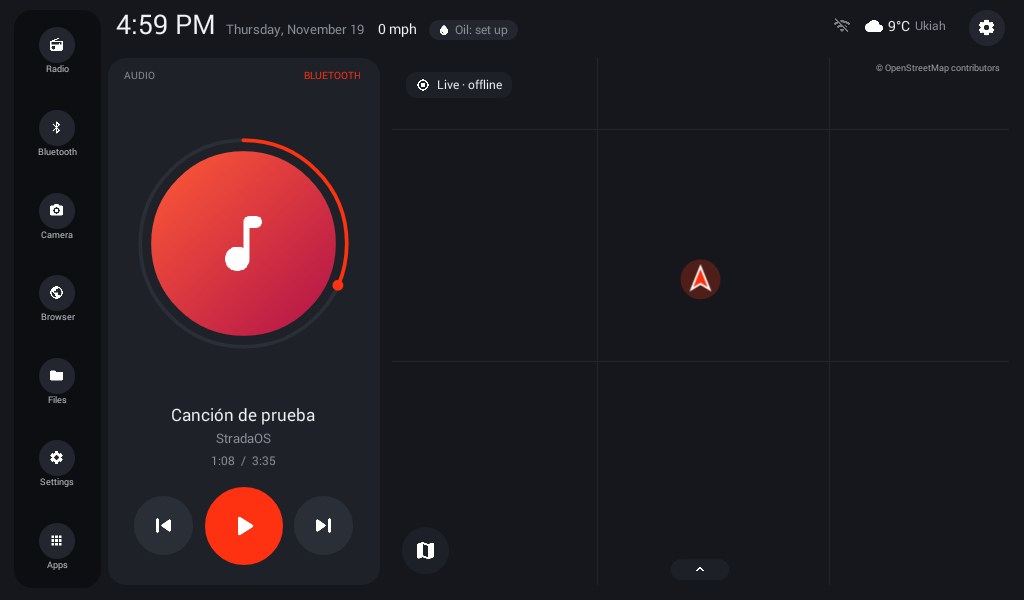 4:59 PM Thursday, November 19 0 mph Oil: set up 9°C Ukiah
Radio
Bluetooth
Camera
Browser
Files
Settings
Apps
AUDIO BLUETOOTH
Canción de prueba
StradaOS
1:08 / 3:35
Live · offline
© OpenStreetMap contributors